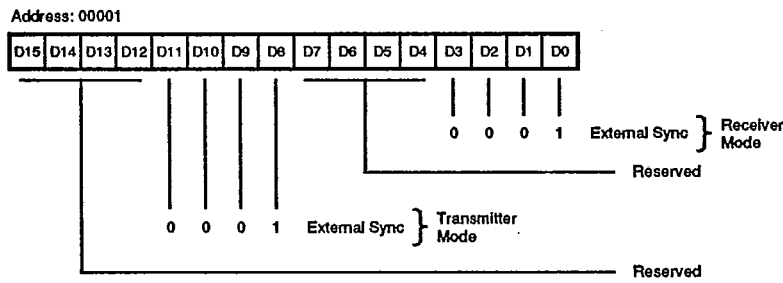 Address: 00001
D15 D14 D13 D12 D11 D10 D9 D8 D7 D6 D5 D4 D3 D2 D1 D0
0 0 0 1 External Sync } Receiver
Mode
Reserved
0 0 0 1 External Sync } Transmitter
Mode
Reserved